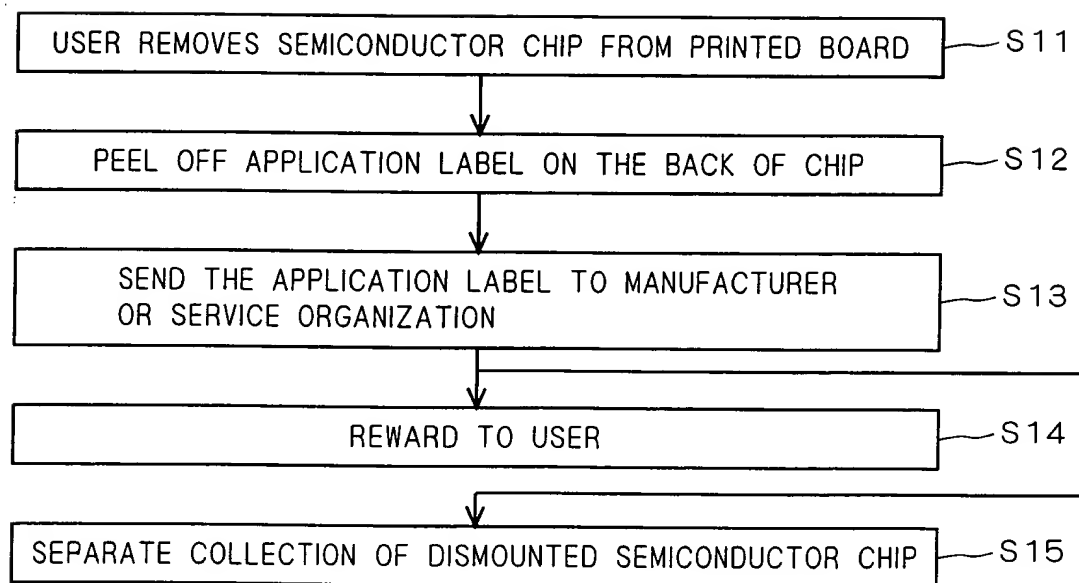 USER REMOVES SEMICONDUCTOR CHIP FROM PRINTED BOARD S11
PEEL OFF APPLICATION LABEL ON THE BACK OF CHIP S12
SEND THE APPLICATION LABEL TO MANUFACTURER
OR SERVICE ORGANIZATION S13
REWARD TO USER S14
SEPARATE COLLECTION OF DISMOUNTED SEMICONDUCTOR CHIP S15